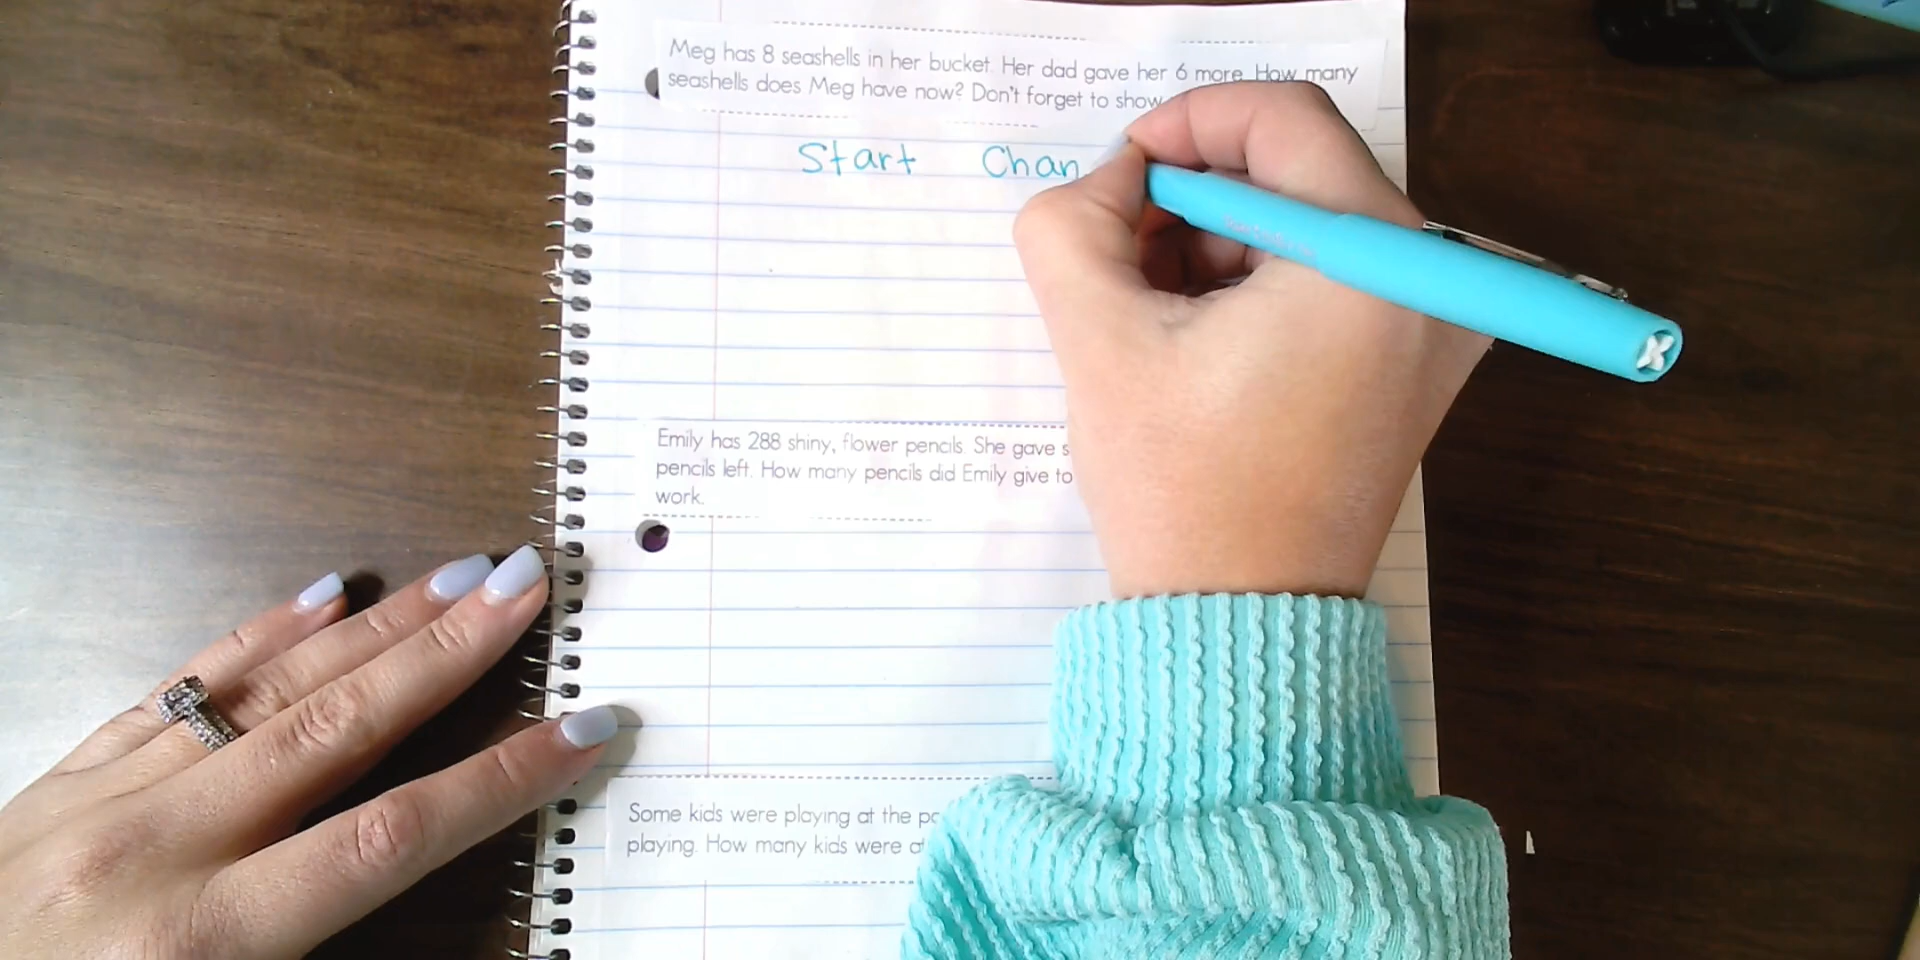 Meg has 8 seashells in her bucket. Her dad gave her 6 more. How many
seashells does Meg have now? Don't forget to show
Start Chan
Emily has 288 shiny, flower pencils. She gave s
pencils left. How many pencils did Emily give to
work.
Some kids were playing at the pa
playing. How many kids were